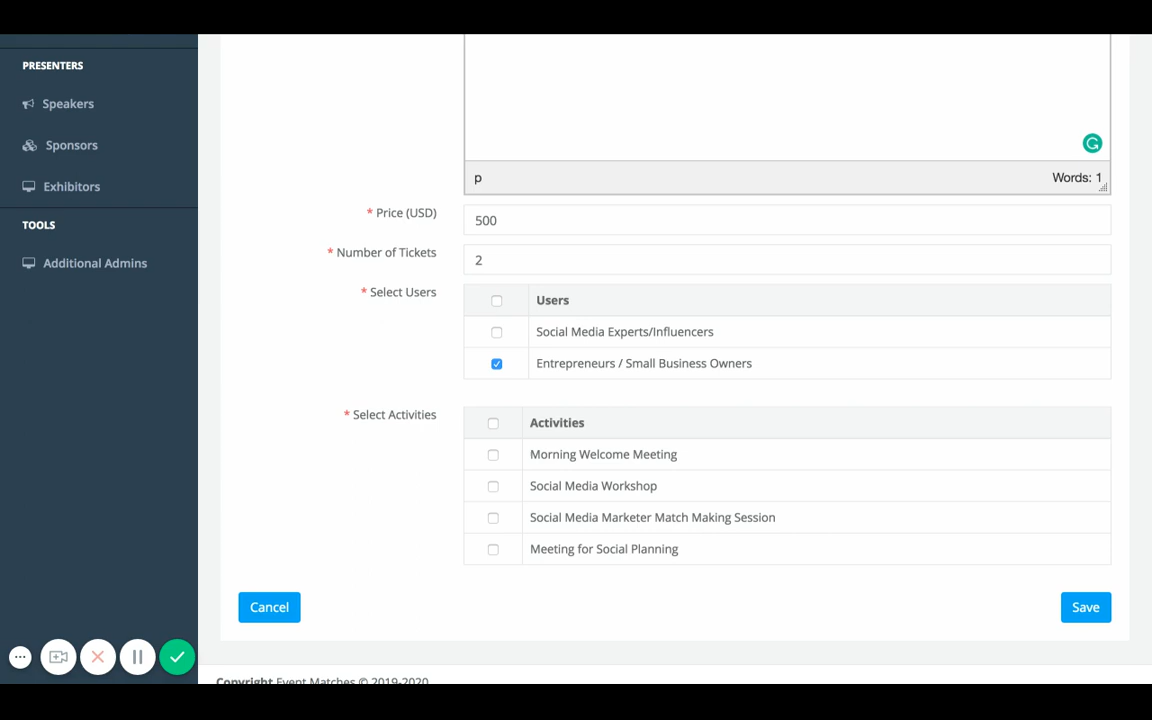 PRESENTERS
Speakers
Sponsors
Exhibitors
TOOLS
Additional Admins
p
Words: 1
* Price (USD)
500
* Number of Tickets
2
* Select Users
Users
Social Media Experts/Influencers
Entrepreneurs / Small Business Owners
* Select Activities
Activities
Morning Welcome Meeting
Social Media Workshop
Social Media Marketer Match Making Session
Meeting for Social Planning
Cancel
Save
Copyright Event Matches © 2019-2020